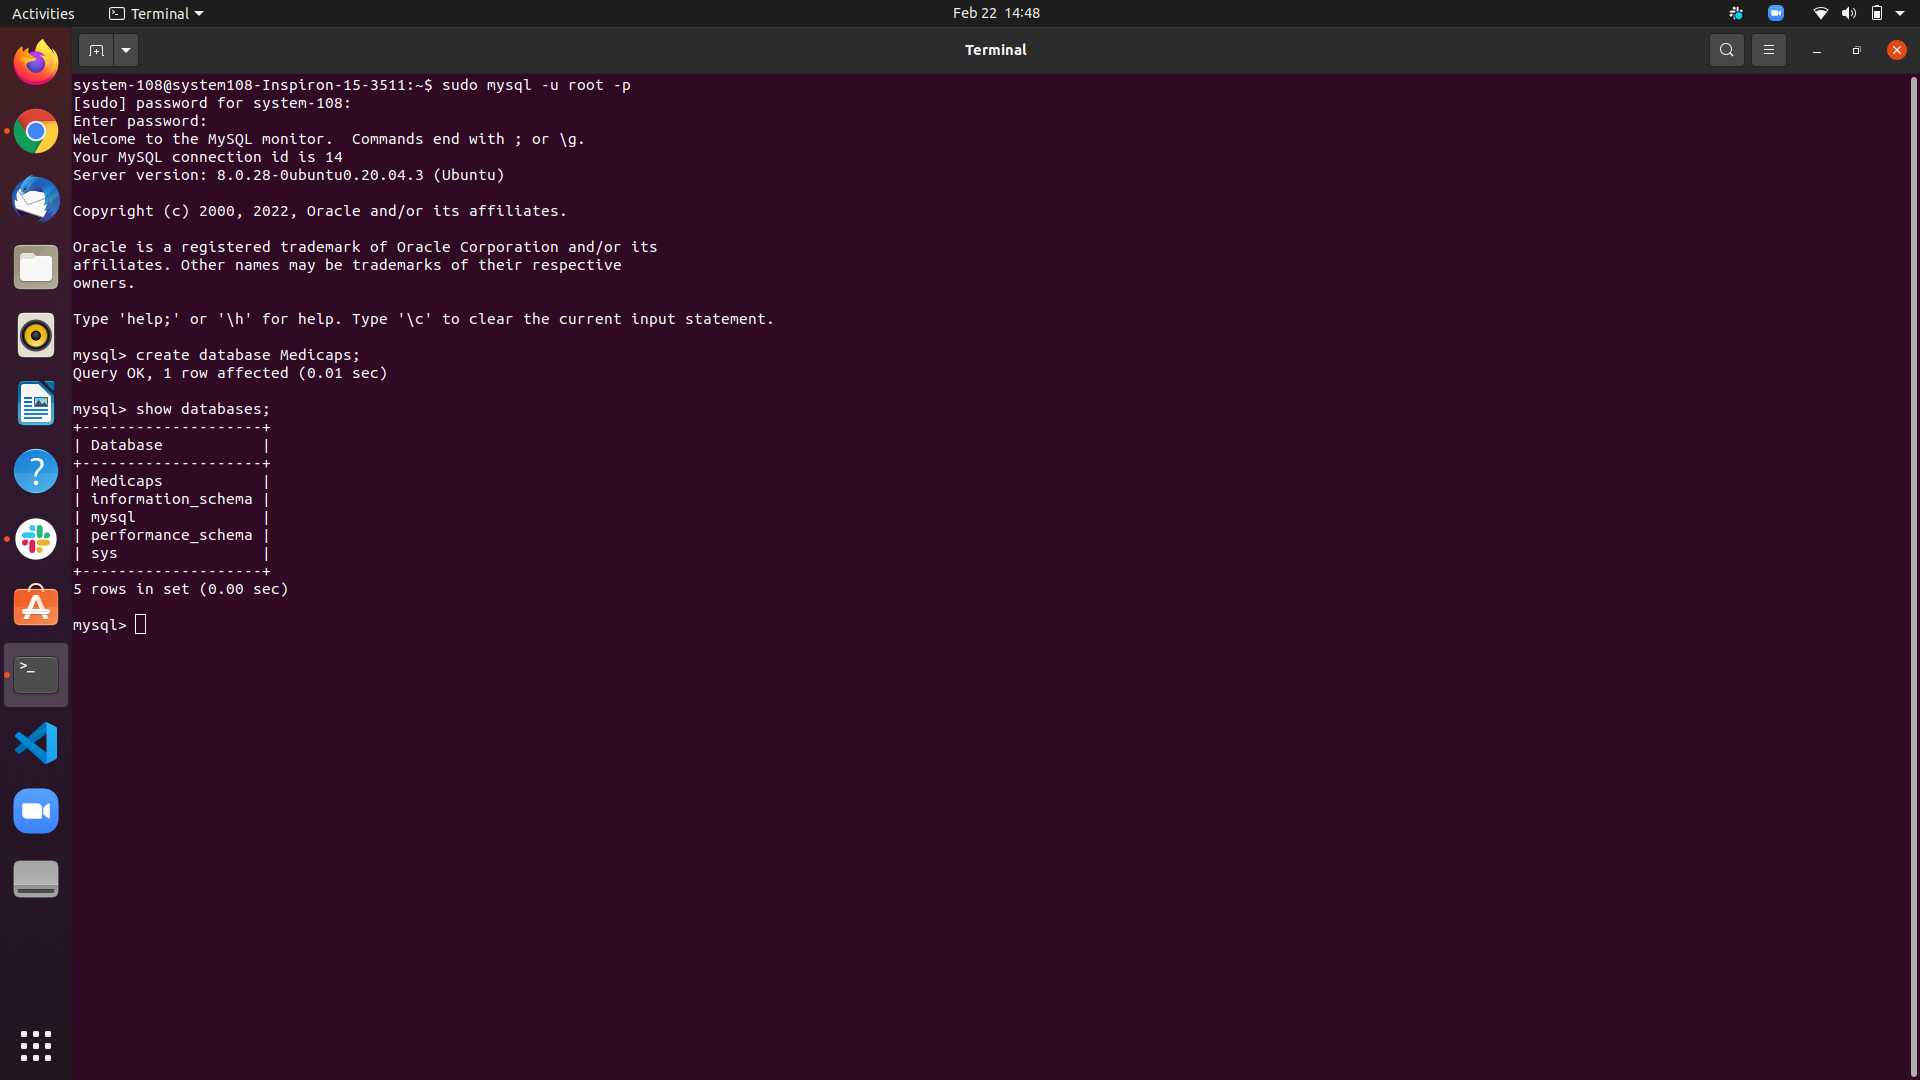 Activities Terminal Feb 22 14:48
Terminal
system-108@system108-Inspiron-15-3511:~$ sudo mysql -u root -p
[sudo] password for system-108:
Enter password:
Welcome to the MySQL monitor.  Commands end with ; or \g.
Your MySQL connection id is 14
Server version: 8.0.28-0ubuntu0.20.04.3 (Ubuntu)

Copyright (c) 2000, 2022, Oracle and/or its affiliates.

Oracle is a registered trademark of Oracle Corporation and/or its
affiliates. Other names may be trademarks of their respective
owners.

Type 'help;' or '\h' for help. Type '\c' to clear the current input statement.

mysql> create database Medicaps;
Query OK, 1 row affected (0.01 sec)

mysql> show databases;
+--------------------+
| Database           |
+--------------------+
| Medicaps           |
| information_schema |
| mysql              |
| performance_schema |
| sys                |
+--------------------+
5 rows in set (0.00 sec)

mysql>